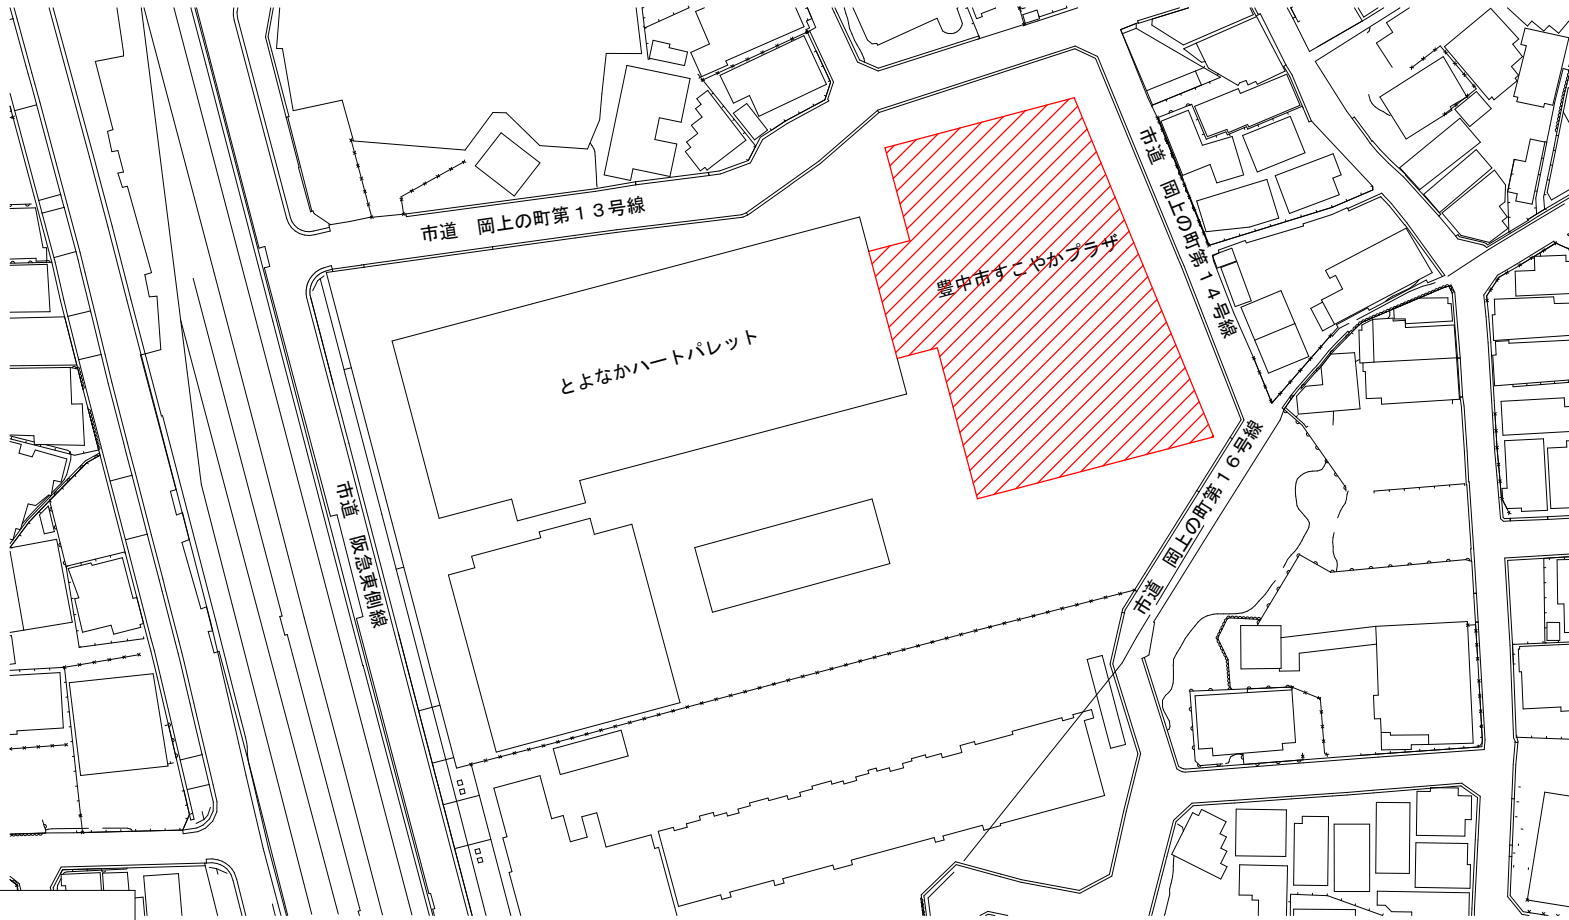 市道　岡上の町第１３号線
市道　岡上の町第１４号線
豊中市すこやかプラザ
とよなかハートパレット
市道　岡上の町第１６号線
市道　阪急東側線